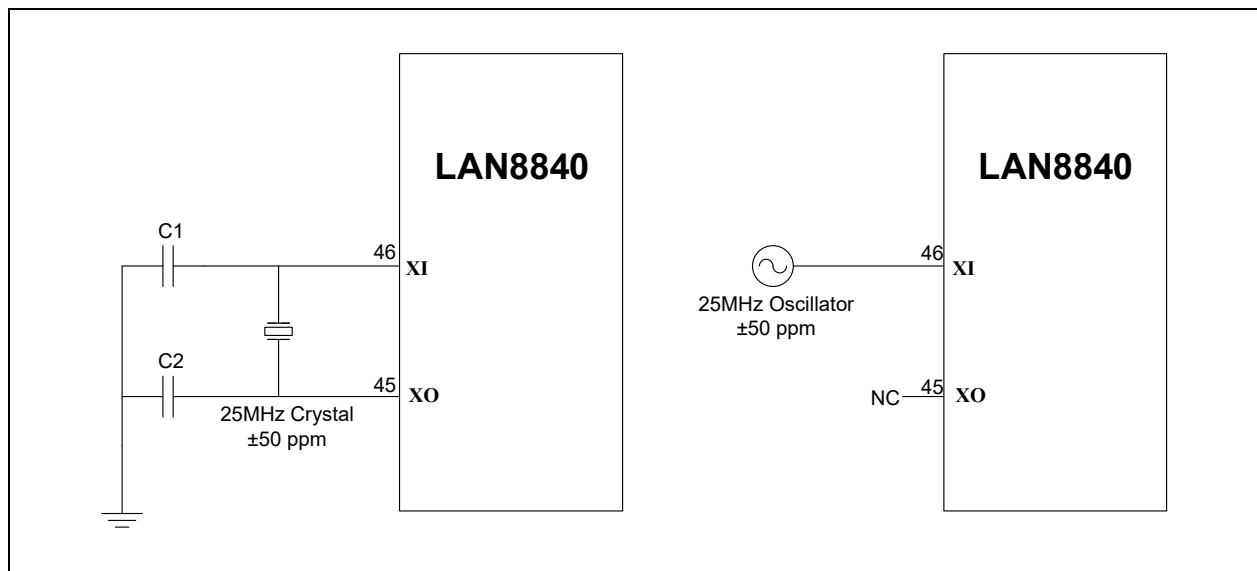 LAN8840
C1
46
XI
C2
45
XO
25MHz Crystal
±50 ppm
LAN8840
46
XI
25MHz Oscillator
±50 ppm
NC
45
XO